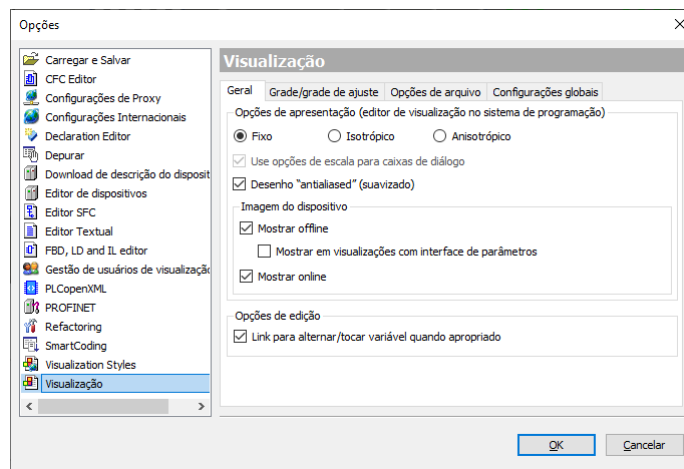 Opções
Carregar e Salvar
CFC Editor
Configurações de Proxy
Configurações Internacionais
Declaration Editor
Depurar
Download de descrição do disposit
Editor de dispositivos
Editor SFC
Editor Textual
FBD, LD and IL editor
Gestão de usuários de visualizaçã
PLCopenXML
PROFINET
Refactoring
SmartCoding
Visualization Styles
Visualização
Visualização
Geral Grade/grade de ajuste Opções de arquivo Configurações globais
Opções de apresentação (editor de visualização no sistema de programação)
Fixo Isotrópico Anisotrópico
Use opções de escala para caixas de diálogo
Desenho "antialiased" (suavizado)
Imagem do dispositivo
Mostrar offline
Mostrar em visualizações com interface de parâmetros
Mostrar online
Opções de edição
Link para alternar/tocar variável quando apropriado
OK Cancelar